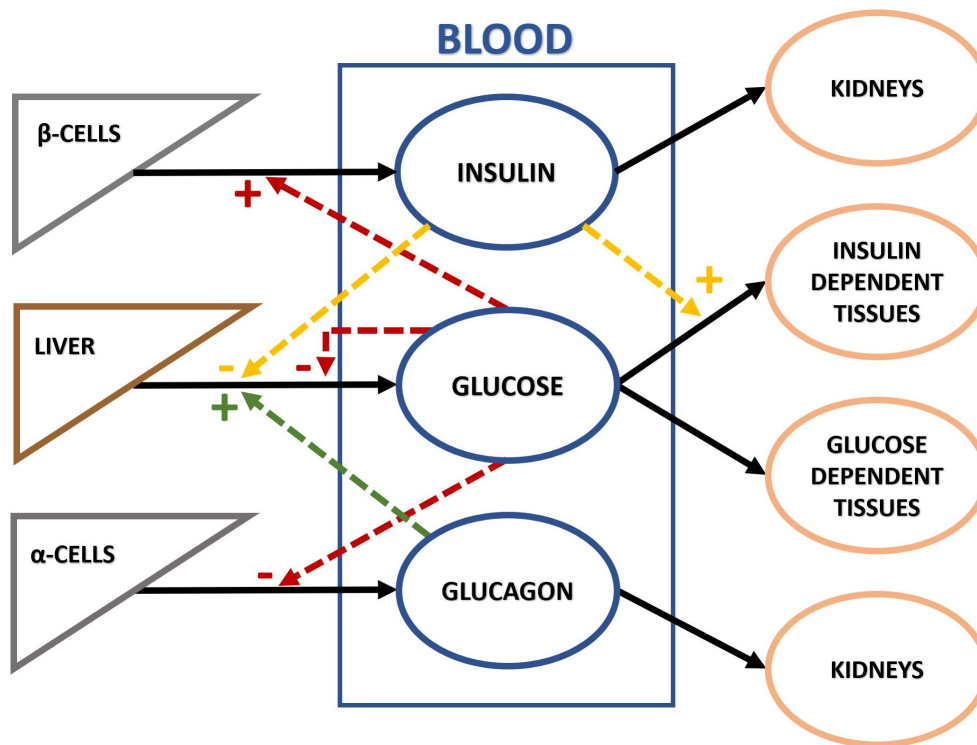 BLOOD
KIDNEYS
β-CELLS
INSULIN
+
+
INSULIN
DEPENDENT
TISSUES
LIVER
-
-
GLUCOSE
+
GLUCOSE
DEPENDENT
TISSUES
α-CELLS
-
GLUCAGON
KIDNEYS